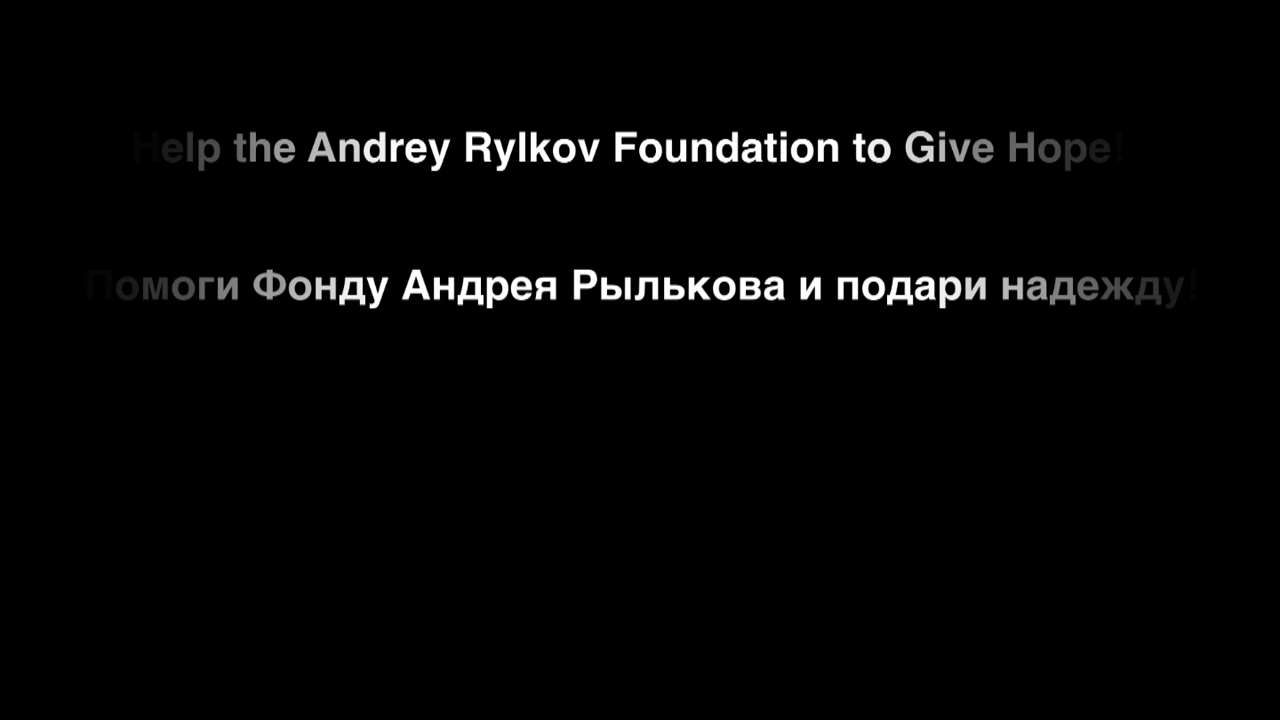 Help the Andrey Rylkov Foundation to Give Hope!
Помоги Фонду Андрея Рылькова и подари надежду!